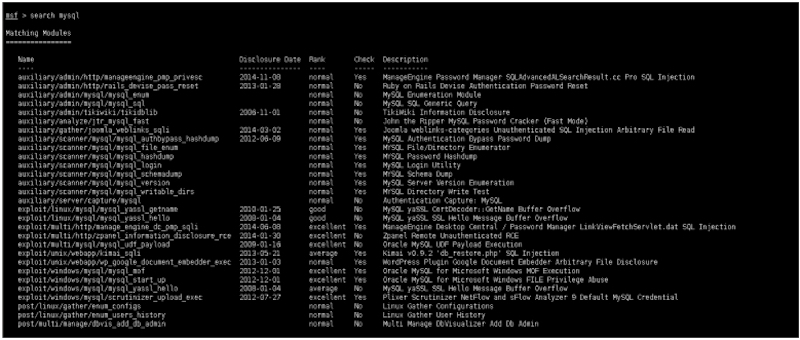 msf > search mysql
Matching Modules
================
Name Disclosure Date Rank Check Description
---- --------------- ---- ----- -----------
auxiliary/admin/http/manageengine_pmp_privesc 2014-11-08 normal Yes ManageEngine Password Manager SQLAdvancedALSearchResult.cc Pro SQL Injection
auxiliary/admin/http/rails_devise_pass_reset 2013-01-28 normal No Ruby on Rails Devise Authentication Password Reset
auxiliary/admin/mysql/mysql_enum normal No MySQL Enumeration Module
auxiliary/admin/mysql/mysql_sql normal No MySQL SQL Generic Query
auxiliary/admin/tikiwiki/tikidblib 2006-11-01 normal No TikiWiki Information Disclosure
auxiliary/analyze/jtr_mysql_fast normal No John the Ripper MySQL Password Cracker (Fast Mode)
auxiliary/gather/joomla_weblinks_sqli 2014-03-02 normal Yes Joomla weblinks-categories Unauthenticated SQL Injection Arbitrary File Read
auxiliary/scanner/mysql/mysql_authbypass_hashdump 2012-06-09 normal Yes MySQL Authentication Bypass Password Dump
auxiliary/scanner/mysql/mysql_file_enum normal Yes MYSQL File/Directory Enumerator
auxiliary/scanner/mysql/mysql_hashdump normal Yes MYSQL Password Hashdump
auxiliary/scanner/mysql/mysql_login normal Yes MySQL Login Utility
auxiliary/scanner/mysql/mysql_schemadump normal Yes MYSQL Schema Dump
auxiliary/scanner/mysql/mysql_version normal Yes MySQL Server Version Enumeration
auxiliary/scanner/mysql/mysql_writable_dirs normal Yes MYSQL Directory Write Test
auxiliary/server/capture/mysql normal No Authentication Capture: MySQL
exploit/linux/mysql/mysql_yassl_getname 2010-01-25 good No MySQL yaSSL CertDecoder::GetName Buffer Overflow
exploit/linux/mysql/mysql_yassl_hello 2008-01-04 good No MySQL yaSSL SSL Hello Message Buffer Overflow
exploit/multi/http/manage_engine_dc_pmp_sqli 2014-06-08 excellent Yes ManageEngine Desktop Central / Password Manager LinkViewFetchServlet.dat SQL Injection
exploit/multi/http/zpanel_information_disclosure_rce 2014-01-30 excellent No Zpanel Remote Unauthenticated RCE
exploit/multi/mysql/mysql_udf_payload 2009-01-16 excellent No Oracle MySQL UDF Payload Execution
exploit/unix/webapp/kimai_sqli 2013-05-21 average Yes Kimai v0.9.2 'db_restore.php' SQL Injection
exploit/unix/webapp/wp_google_document_embedder_exec 2013-01-03 normal Yes WordPress Plugin Google Document Embedder Arbitrary File Disclosure
exploit/windows/mysql/mysql_mof 2012-12-01 excellent Yes Oracle MySQL for Microsoft Windows MOF Execution
exploit/windows/mysql/mysql_start_up 2012-12-01 excellent Yes Oracle MySQL for Microsoft Windows FILE Privilege Abuse
exploit/windows/mysql/mysql_yassl_hello 2008-01-04 average No MySQL yaSSL SSL Hello Message Buffer Overflow
exploit/windows/mysql/scrutinizer_upload_exec 2012-07-27 excellent Yes Plixer Scrutinizer NetFlow and sFlow Analyzer 9 Default MySQL Credential
post/linux/gather/enum_configs normal No Linux Gather Configurations
post/linux/gather/enum_users_history normal No Linux Gather User History
post/multi/manage/dbvis_add_db_admin normal No Multi Manage DbVisualizer Add Db Admin